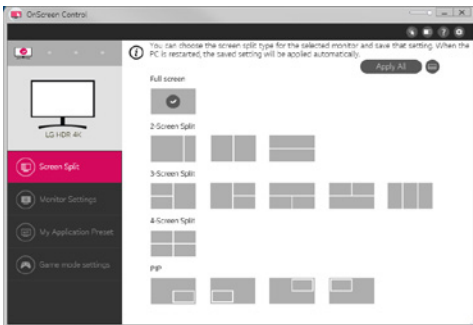 OnScreen Control
You can choose the screen split type for the selected monitor and save that setting. When the
PC is restarted, the saved setting will be applied automatically.
Apply All
Full screen
LG HDR 4K
2-Screen Split
Screen Split
3-Screen Split
Monitor Settings
My Application Preset
4-Screen Split
Game mode settings
PIP